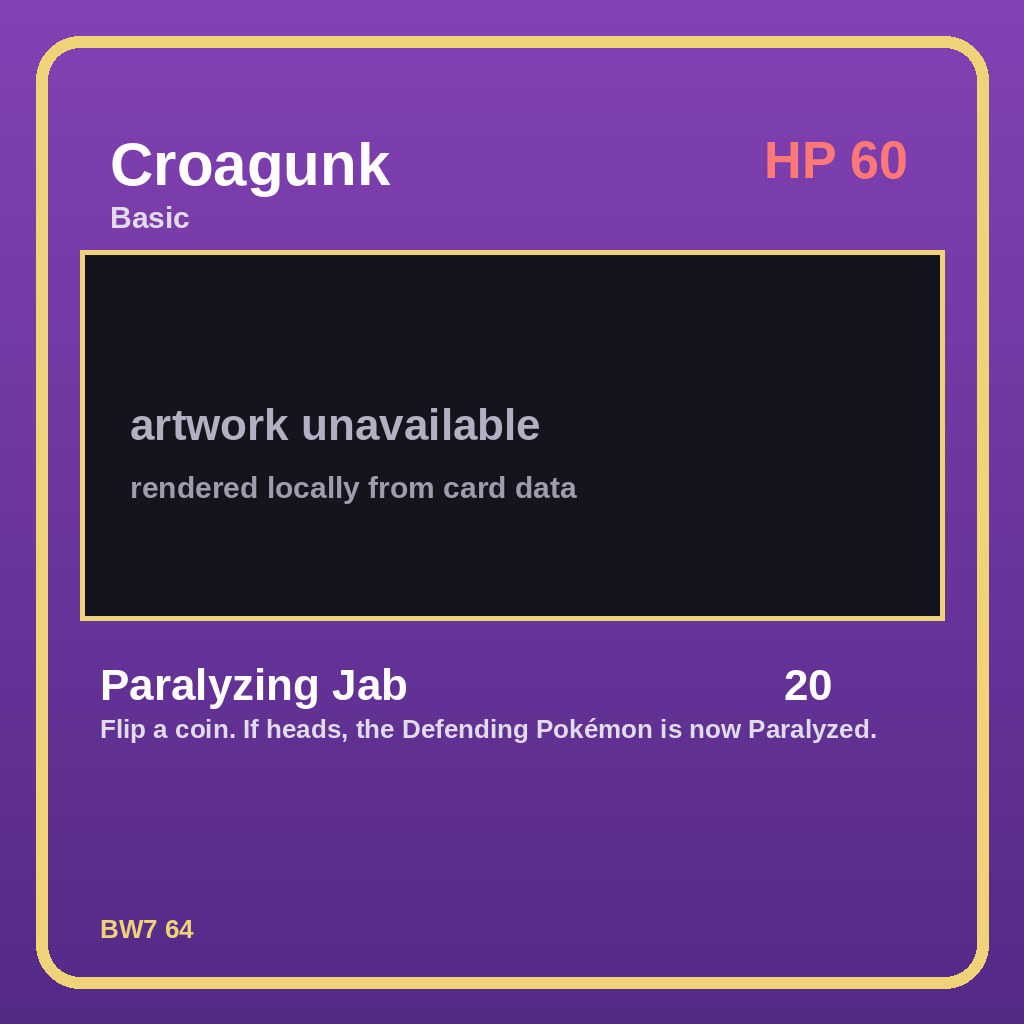 Croagunk
HP 60
Basic
artwork unavailable
rendered locally from card data
Paralyzing Jab
20
Flip a coin. If heads, the Defending Pokémon is now Paralyzed.
BW7 64